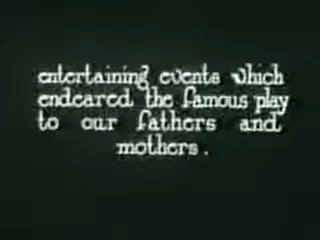 entertaining events which
endeared the famous play
to our fathers and
mothers.